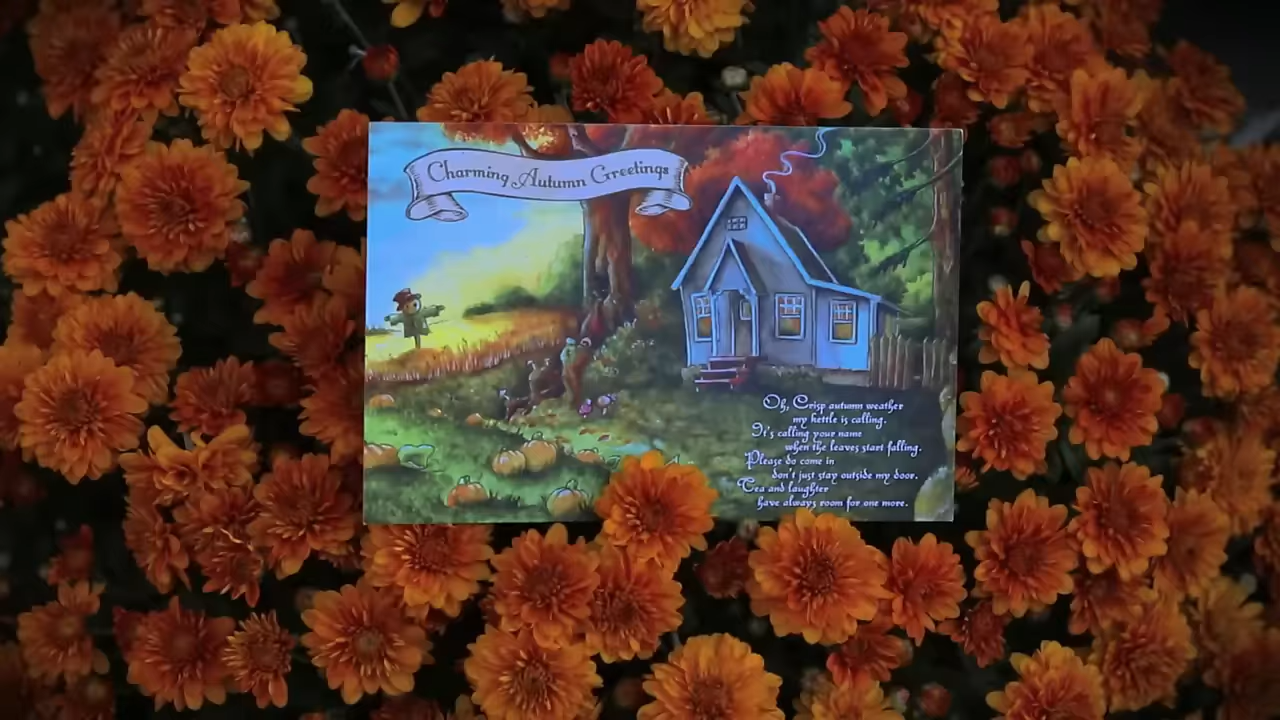 Charming Autumn Greetings
Oh, Crisp autumn weather
my kettle is calling.
It's calling your name
when the leaves start falling.
Please do come in
don't just stay outside my door.
Tea and laughter
have always room for one more.